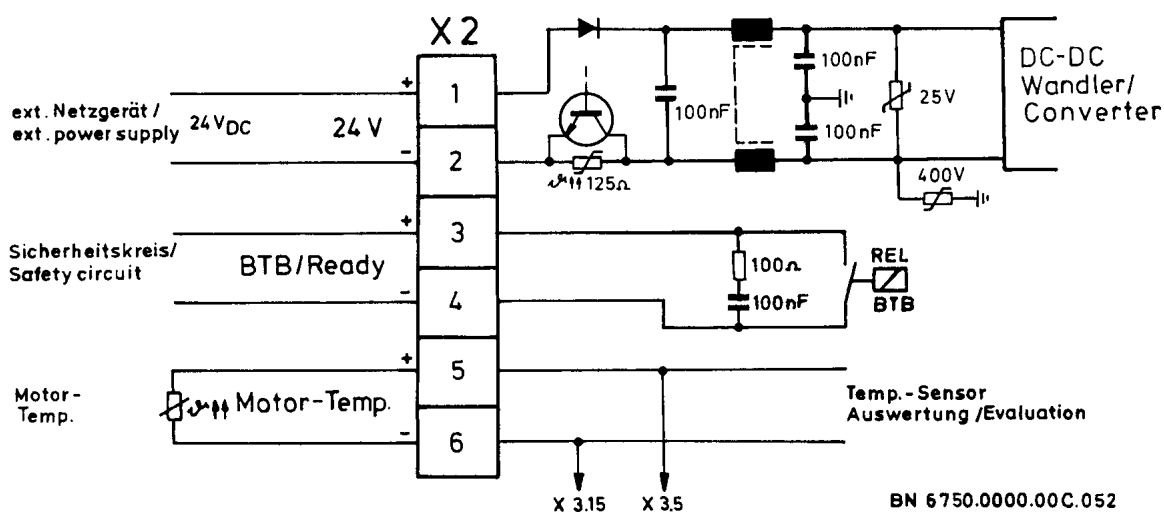 X2
ext. Netzgerät /
ext. power supply
24VDC
+
-
24 V
1
2
ϑ↑↑125Ω
100nF
100nF
100nF
25V
400V
DC-DC
Wandler/
Converter
Sicherheitskreis/
Safety circuit
+
-
BTB/Ready
3
4
100Ω
100nF
REL
BTB
Motor-
Temp.
ϑ↑↑ Motor-Temp.
+
-
5
6
Temp.-Sensor
Auswertung /Evaluation
X 3.15
X 3.5
BN 6750.0000.00C.052